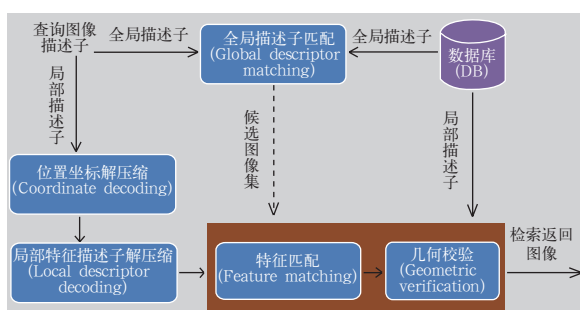 查询图像
描述子
全局描述子
全局描述子匹配
(Global descriptor
matching)
全局描述子
数据库
(DB)
局部描述子
候选图像集
局部描述子
位置坐标解压缩
(Coordinate decoding)
局部特征描述子解压缩
(Local descriptor
decoding)
特征匹配
(Feature matching)
几何校验
(Geometric
verification)
检索返回
图像